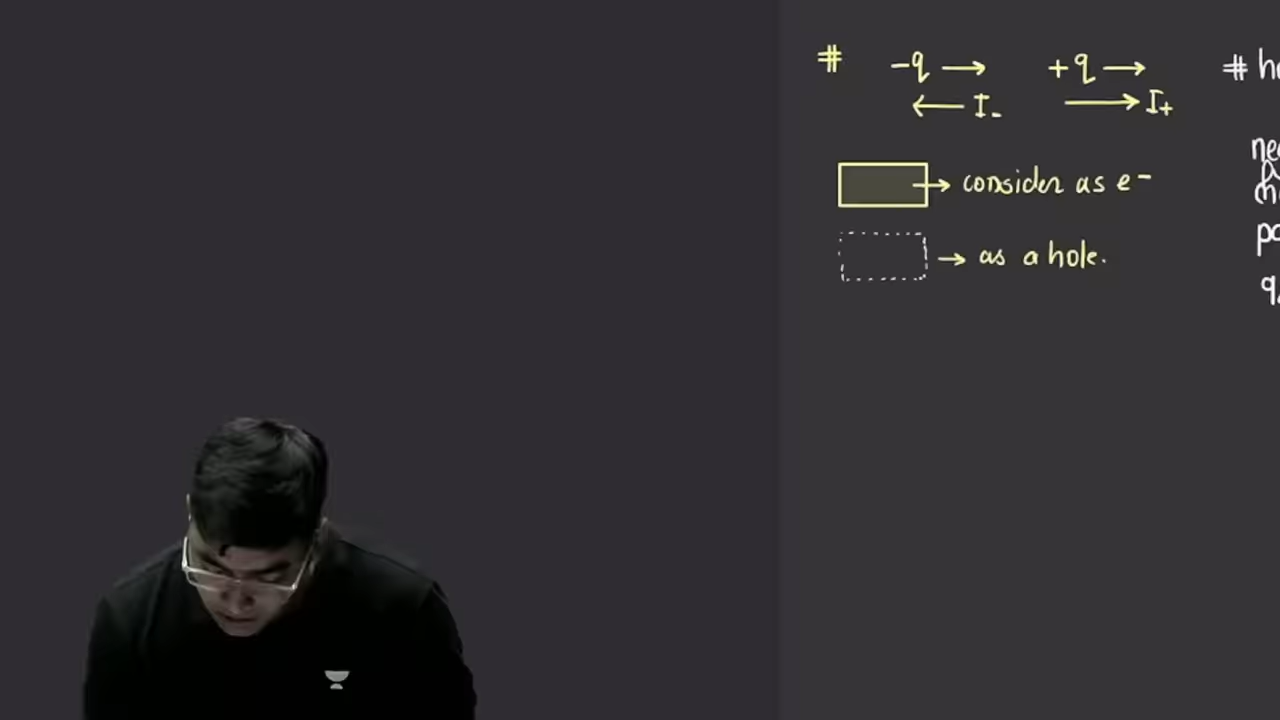 # -q → +q →
← I- → I+
→ consider as e-
→ as a hole.
#